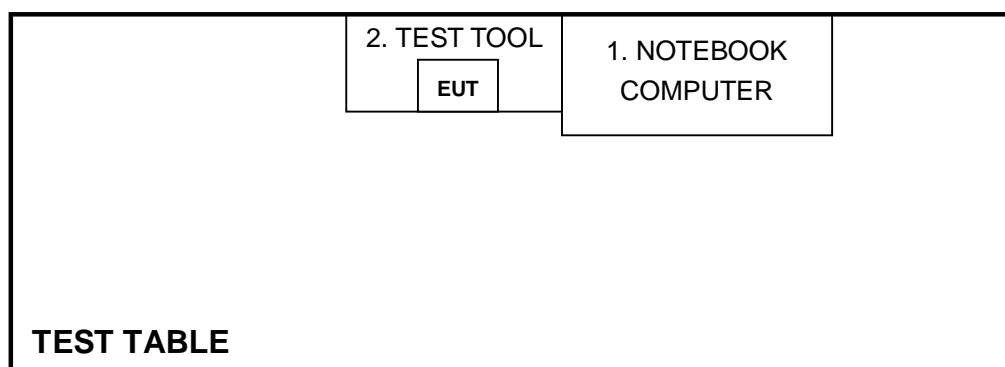 2. TEST TOOL
EUT
1. NOTEBOOK
COMPUTER
TEST TABLE